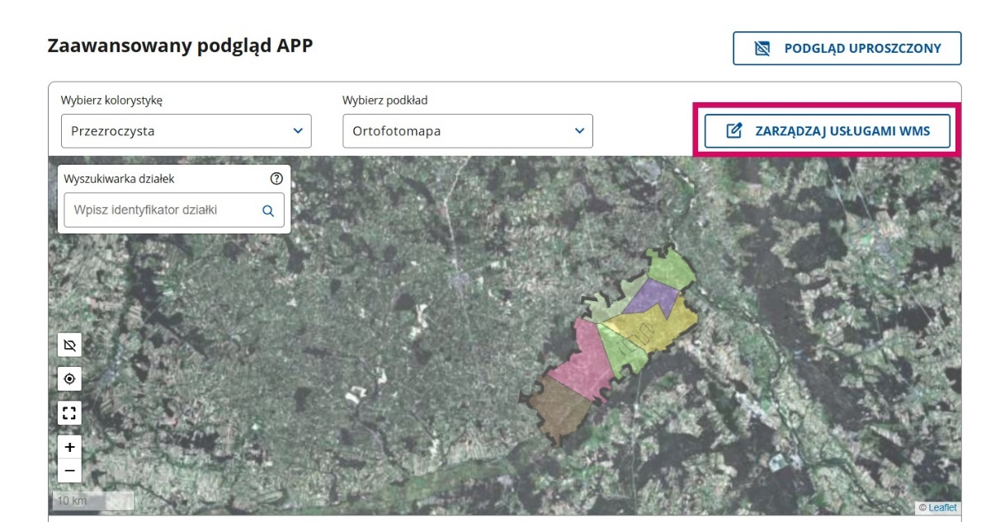 Zaawansowany podgląd APP
PODGLĄD UPROSZCZONY
Wybierz kolorystykę
Wybierz podkład
Przezroczysta
Ortofotomapa
ZARZĄDZAJ USŁUGAMI WMS
Wyszukiwarka działek
Wpisz identyfikator działki
+
−
10 km
© Leaflet